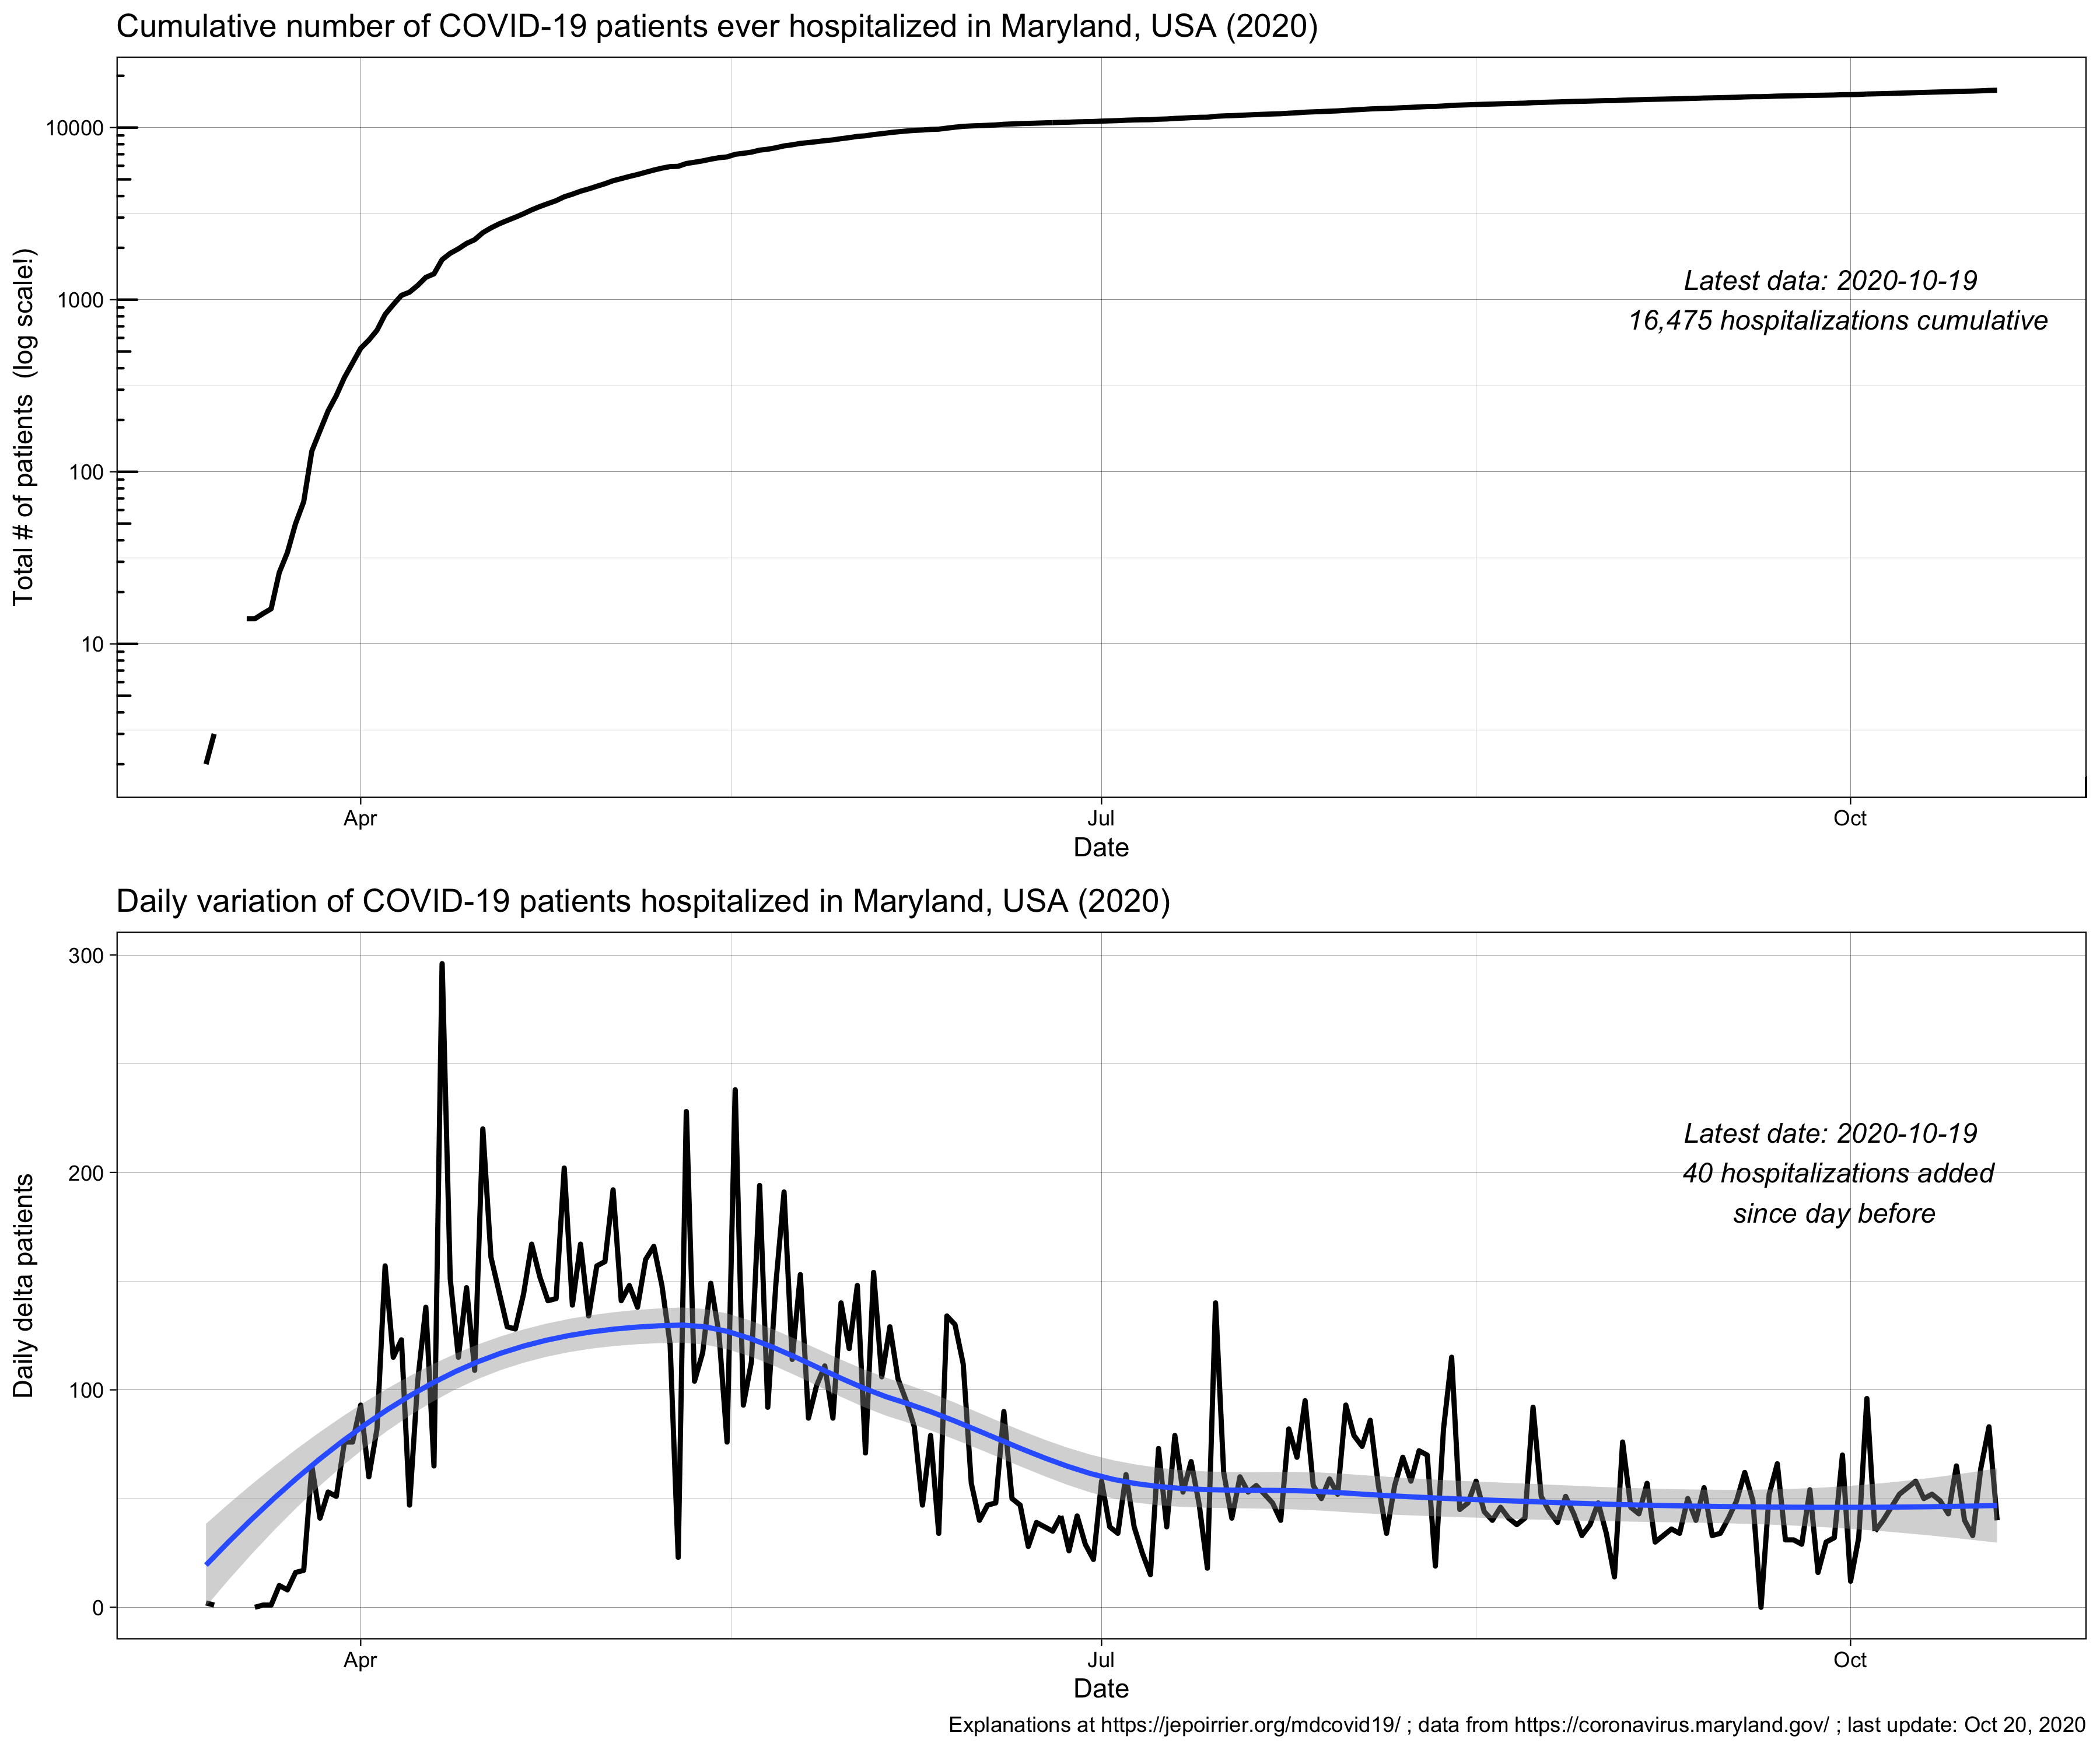 Cumulative number of COVID-19 patients ever hospitalized in Maryland, USA (2020)
Total # of patients  (log scale!)
10000
1000
100
10
Latest data: 2020-10-19
16,475 hospitalizations cumulative
Apr
Jul
Oct
Date
Daily variation of COVID-19 patients hospitalized in Maryland, USA (2020)
Daily delta patients
300
200
100
0
Latest date: 2020-10-19
40 hospitalizations added
since day before
Apr
Jul
Oct
Date
Explanations at https://jepoirrier.org/mdcovid19/ ; data from https://coronavirus.maryland.gov/ ; last update: Oct 20, 2020